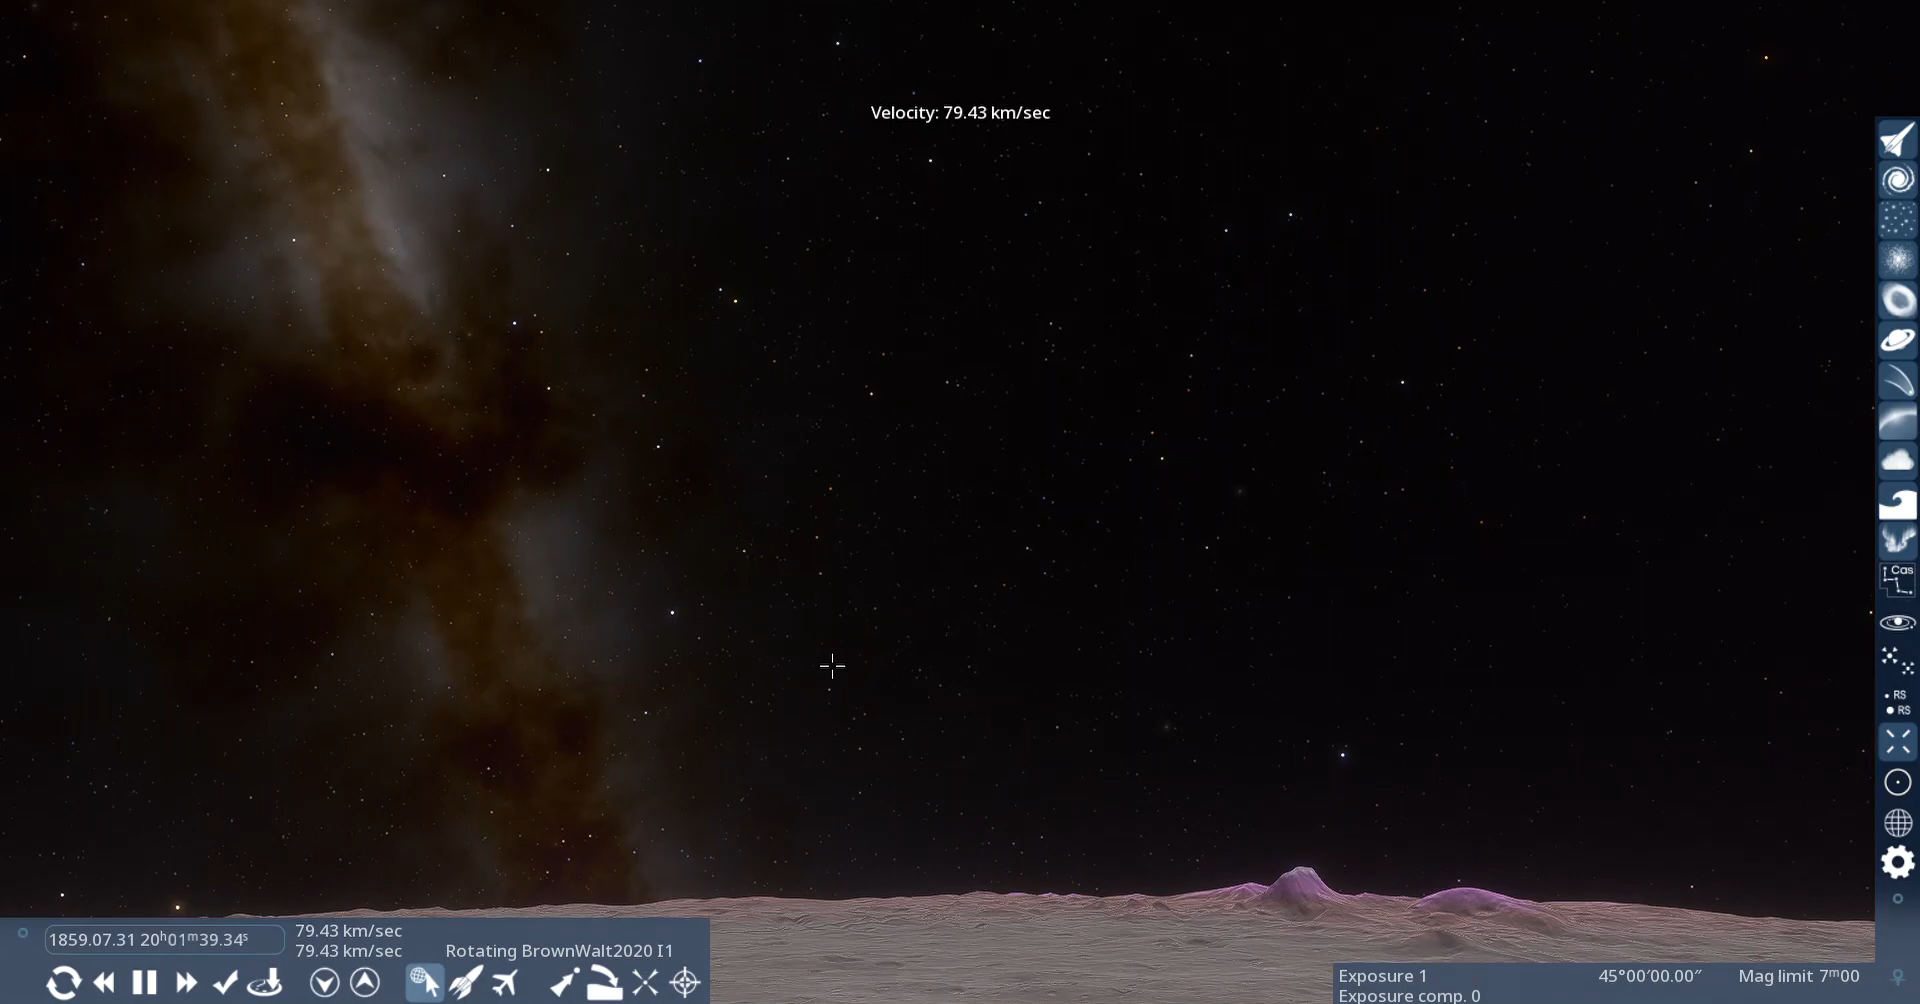 Velocity: 79.43 km/sec
Cas
RS
RS
1859.07.31 20ʰ01ᵐ39.34ˢ
79.43 km/sec
79.43 km/sec
Rotating BrownWalt2020 I1
Exposure 1
45°00′00.00″
Mag limit 7ᵐ00
Exposure comp. 0